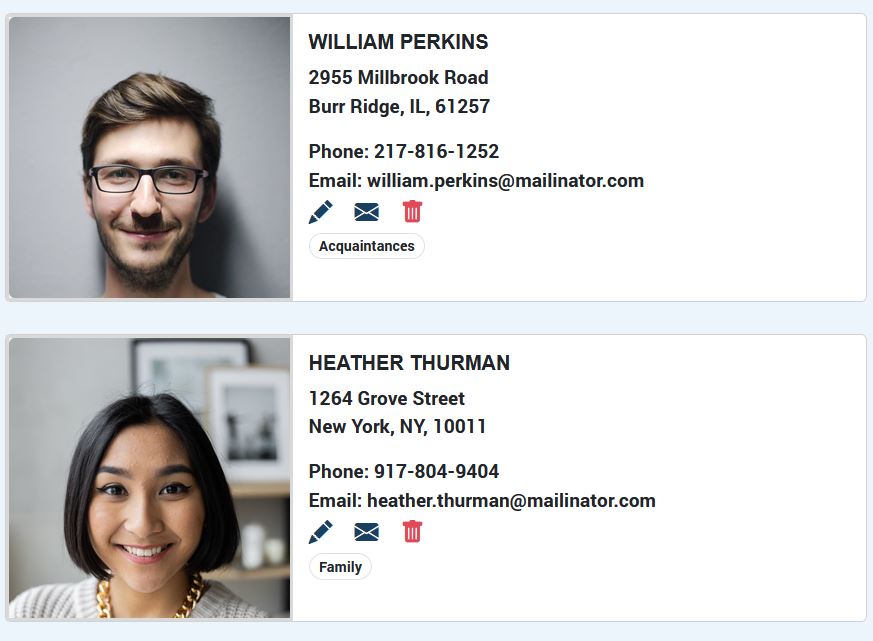 WILLIAM PERKINS
2955 Millbrook Road
Burr Ridge, IL, 61257
Phone: 217-816-1252
Email: william.perkins@mailinator.com
Acquaintances
HEATHER THURMAN
1264 Grove Street
New York, NY, 10011
Phone: 917-804-9404
Email: heather.thurman@mailinator.com
Family